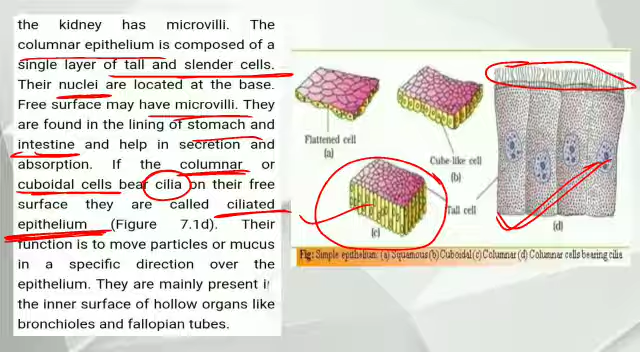 the kidney has microvilli. The
columnar epithelium is composed of a
single layer of tall and slender cells.
Their nuclei are located at the base.
Free surface may have microvilli. They
are found in the lining of stomach and
intestine and help in secretion and
absorption. If the columnar or
cuboidal cells bear cilia on their free
surface they are called ciliated
epithelium (Figure 7.1d). Their
function is to move particles or mucus
in a specific direction over the
epithelium. They are mainly present i
the inner surface of hollow organs like
bronchioles and fallopian tubes.
Flattened cell
(a)
Cube-like cell
(b)
Tall cell
(c)
(d)
Fig: Simple epithelium: (a) Squamous (b) Cuboidal (c) Columnar (d) Columnar cells bearing cilia